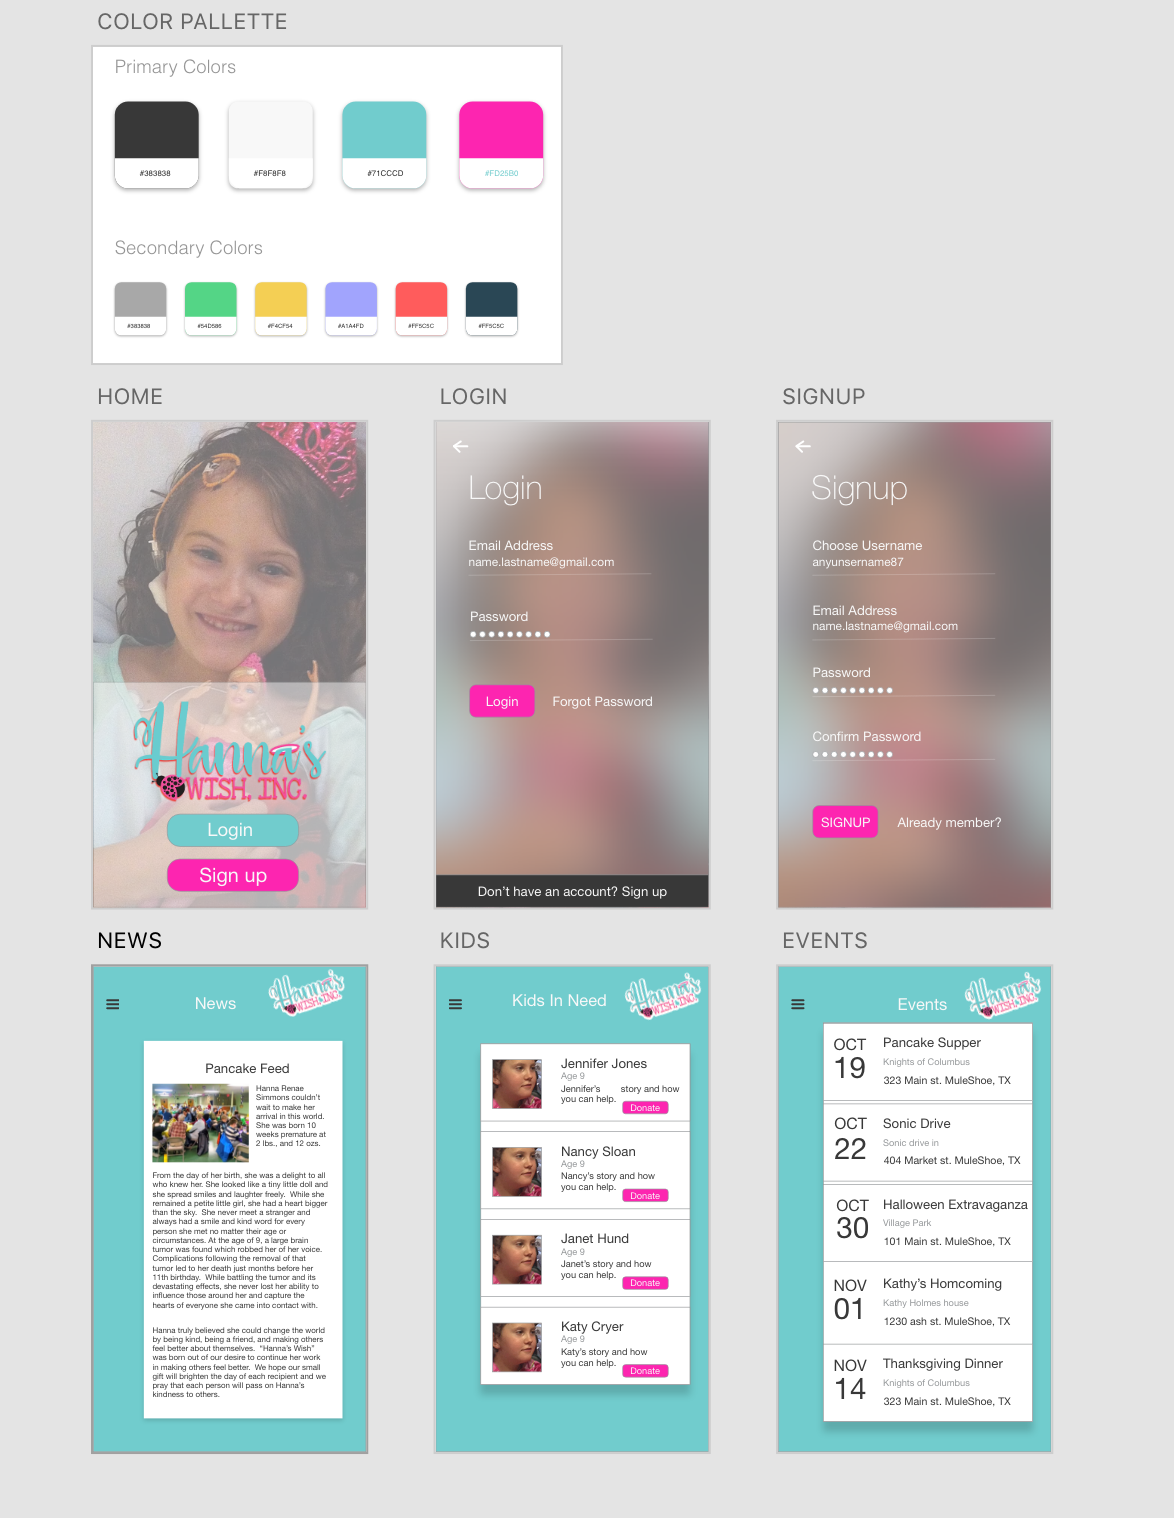 COLOR PALLETTE
Primary Colors
#383838
#F8F8F8
#71CCCD
#FD25B0
Secondary Colors
#383838
#54D586
#F4CF54
#A1A4FD
#FF5C5C
#FF5C5C
HOME
Hanna's
WISH, INC.
Login
Sign up
LOGIN
Login
Email Address
name.lastname@gmail.com
Password
Login
Forgot Password
Don't have an account? Sign up
SIGNUP
Signup
Choose Username
anyunsername87
Email Address
name.lastname@gmail.com
Password
Confirm Password
SIGNUP
Already member?
NEWS
News
Hanna's
WISH, INC.
Pancake Feed
Hanna Renae
Simmons couldn't
wait to make her
arrival in this world.
She was born 10
weeks premature at
2 lbs., and 12 ozs.
From the day of her birth, she was a delight to all
who knew her. She looked like a tiny little doll and
she spread smiles and laughter freely.  While she
remained a petite little girl, she had a heart bigger
than the sky.  She never meet a stranger and
always had a smile and kind word for every
person she met no matter their age or
circumstances. At the age of 9, a large brain
tumor was found which robbed her of her voice.
Complications following the removal of that
tumor led to her death just months before her
11th birthday.  While battling the tumor and its
devastating effects, she never lost her ability to
influence those around her and capture the
hearts of everyone she came into contact with.
Hanna truly believed she could change the world
by being kind, being a friend, and making others
feel better about themselves.  "Hanna's Wish"
was born out of our desire to continue her work
in making others feel better.  We hope our small
gift will brighten the day of each recipient and we
pray that each person will pass on Hanna's
kindness to others.
KIDS
Kids In Need
Hanna's
WISH, INC.
Jennifer Jones
Age 9
Jennifer's story and how
you can help.
Donate
Nancy Sloan
Age 9
Nancy's story and how
you can help.
Donate
Janet Hund
Age 9
Janet's story and how
you can help.
Donate
Katy Cryer
Age 9
Katy's story and how
you can help.
Donate
EVENTS
Events
Hanna's
WISH, INC.
OCT
19
Pancake Supper
Knights of Columbus
323 Main st. MuleShoe, TX
OCT
22
Sonic Drive
Sonic drive in
404 Market st. MuleShoe, TX
OCT
30
Halloween Extravaganza
Village Park
101 Main st. MuleShoe, TX
NOV
01
Kathy's Homcoming
Kathy Holmes house
1230 ash st. MuleShoe, TX
NOV
14
Thanksgiving Dinner
Knights of Columbus
323 Main st. MuleShoe, TX